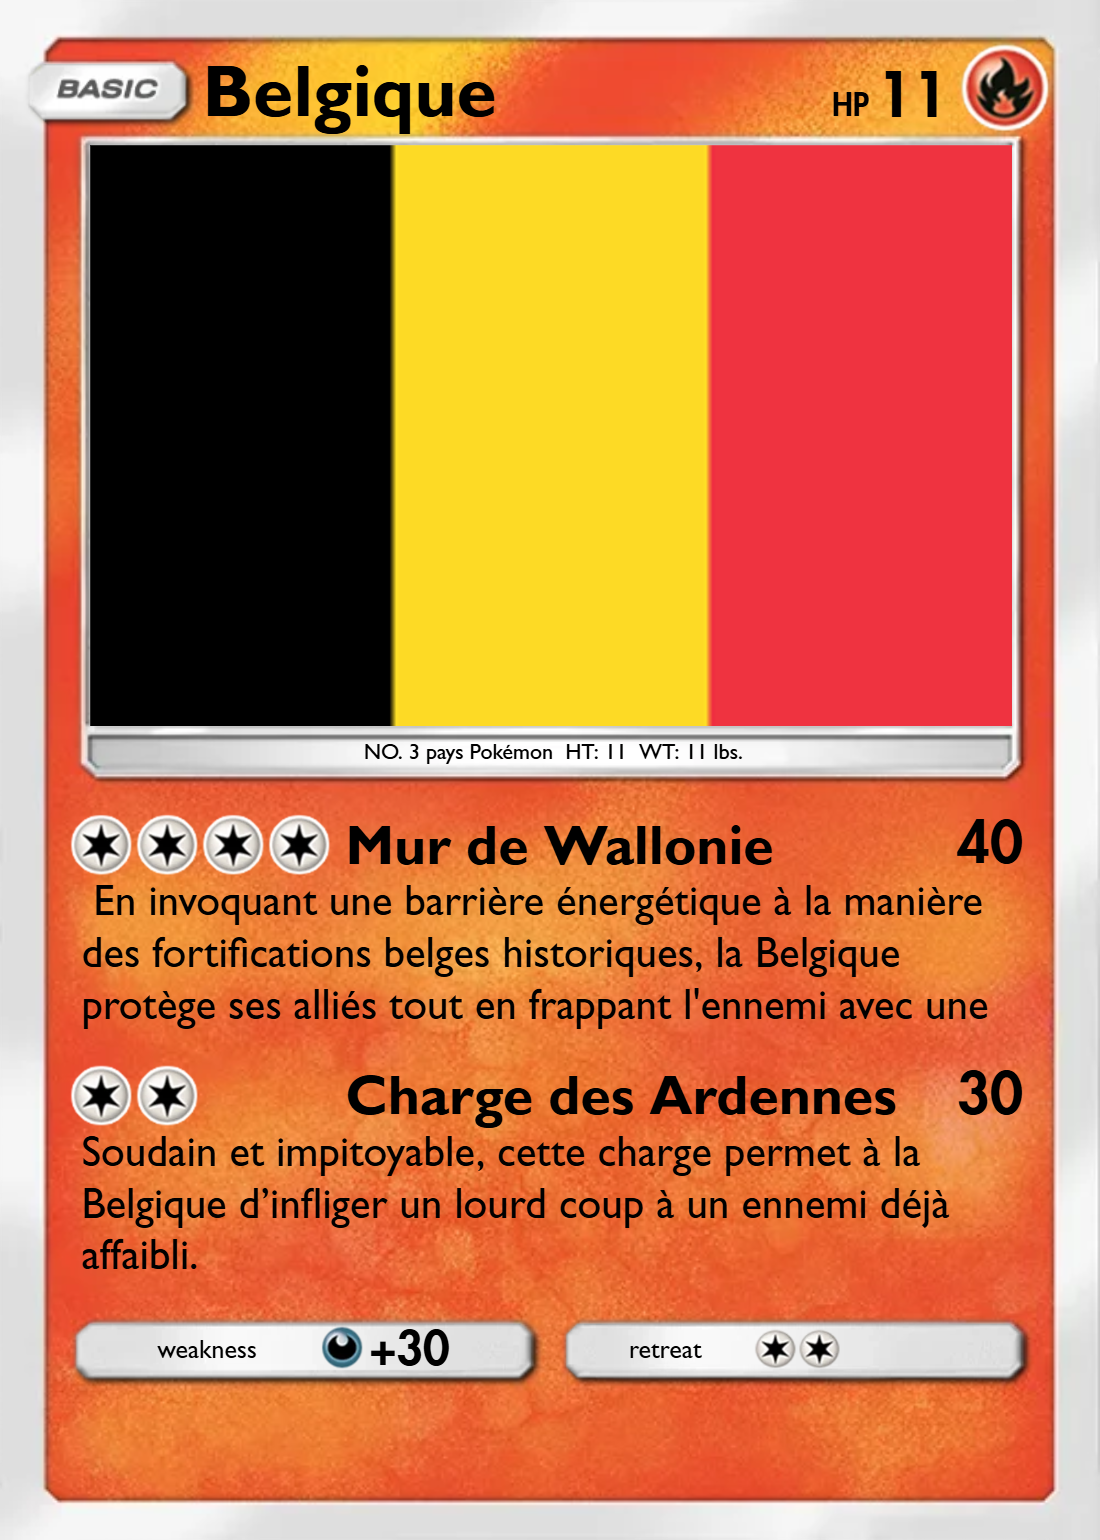 BASIC Belgique HP 11
NO. 3 pays Pokémon HT: 11 WT: 11 lbs.
Mur de Wallonie 40
En invoquant une barrière énergétique à la manière
des fortifications belges historiques, la Belgique
protège ses alliés tout en frappant l'ennemi avec une
Charge des Ardennes 30
Soudain et impitoyable, cette charge permet à la
Belgique d’infliger un lourd coup à un ennemi déjà
affaibli.
weakness +30 retreat